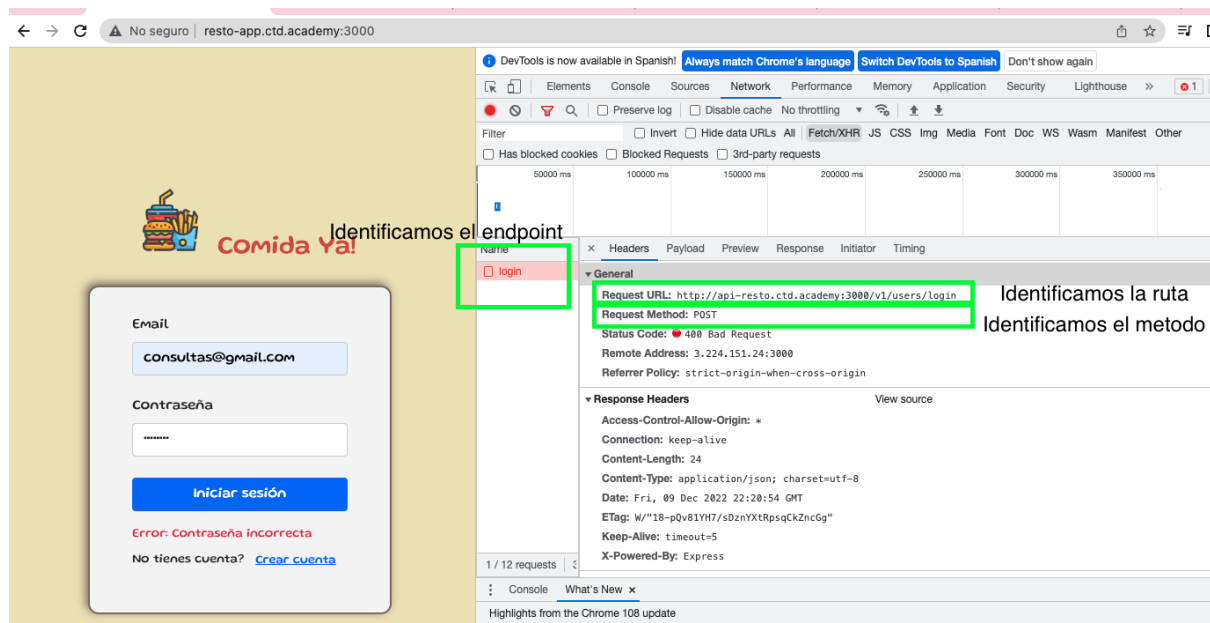 No seguro | resto-app.ctd.academy:3000
DevTools is now available in Spanish! Always match Chrome's language Switch DevTools to Spanish Don't show again
Elements Console Sources Network Performance Memory Application Security Lighthouse » 1
Preserve log Disable cache No throttling
Filter Invert Hide data URLs All Fetch/XHR JS CSS Img Media Font Doc WS Wasm Manifest Other
Has blocked cookies Blocked Requests 3rd-party requests
50000 ms 100000 ms 150000 ms 200000 ms 250000 ms 300000 ms 350000 ms
Identificamos el endpoint
Comida Ya!
Name
login
× Headers Payload Preview Response Initiator Timing
General
Request URL: http://api-resto.ctd.academy:3000/v1/users/login
Identificamos la ruta
Request Method: POST
Identificamos el metodo
Status Code: 400 Bad Request
Remote Address: 3.224.151.24:3000
Referrer Policy: strict-origin-when-cross-origin
Response Headers View source
Access-Control-Allow-Origin: *
Connection: keep-alive
Content-Length: 24
Content-Type: application/json; charset=utf-8
Date: Fri, 09 Dec 2022 22:20:54 GMT
ETag: W/"18-pQv81YH7/sDznYXtRpsqCkZncGg"
Keep-Alive: timeout=5
X-Powered-By: Express
Email
consultas@gmail.com
Contraseña
········
Iniciar sesión
Error: Contraseña incorrecta
No tienes cuenta? Crear cuenta
1 / 12 requests
Console What's New ×
Highlights from the Chrome 108 update